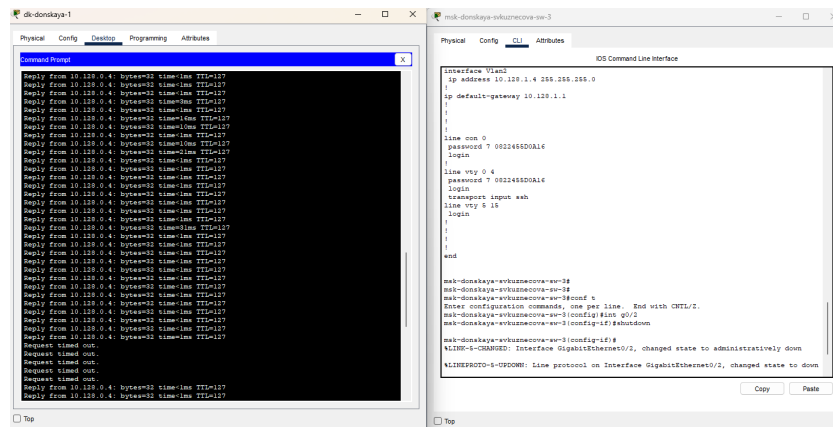 dk-donskaya-1
Physical Config Desktop Programming Attributes
Command Prompt
X
Reply from 10.128.0.4: bytes=32 time<1ms TTL=127
Reply from 10.128.0.4: bytes=32 time<1ms TTL=127
Reply from 10.128.0.4: bytes=32 time<1ms TTL=127
Reply from 10.128.0.4: bytes=32 time=3ms TTL=127
Reply from 10.128.0.4: bytes=32 time<1ms TTL=127
Reply from 10.128.0.4: bytes=32 time=16ms TTL=127
Reply from 10.128.0.4: bytes=32 time=10ms TTL=127
Reply from 10.128.0.4: bytes=32 time<1ms TTL=127
Reply from 10.128.0.4: bytes=32 time=10ms TTL=127
Reply from 10.128.0.4: bytes=32 time=21ms TTL=127
Reply from 10.128.0.4: bytes=32 time<1ms TTL=127
Reply from 10.128.0.4: bytes=32 time<1ms TTL=127
Reply from 10.128.0.4: bytes=32 time<1ms TTL=127
Reply from 10.128.0.4: bytes=32 time<1ms TTL=127
Reply from 10.128.0.4: bytes=32 time<1ms TTL=127
Reply from 10.128.0.4: bytes=32 time<1ms TTL=127
Reply from 10.128.0.4: bytes=32 time<1ms TTL=127
Reply from 10.128.0.4: bytes=32 time=31ms TTL=127
Reply from 10.128.0.4: bytes=32 time<1ms TTL=127
Reply from 10.128.0.4: bytes=32 time<1ms TTL=127
Reply from 10.128.0.4: bytes=32 time<1ms TTL=127
Reply from 10.128.0.4: bytes=32 time<1ms TTL=127
Reply from 10.128.0.4: bytes=32 time<1ms TTL=127
Reply from 10.128.0.4: bytes=32 time<1ms TTL=127
Reply from 10.128.0.4: bytes=32 time<1ms TTL=127
Reply from 10.128.0.4: bytes=32 time<1ms TTL=127
Reply from 10.128.0.4: bytes=32 time<1ms TTL=127
Reply from 10.128.0.4: bytes=32 time<1ms TTL=127
Reply from 10.128.0.4: bytes=32 time<1ms TTL=127
Reply from 10.128.0.4: bytes=32 time=1ms TTL=127
Request timed out.
Request timed out.
Request timed out.
Request timed out.
Request timed out.
Reply from 10.128.0.4: bytes=32 time<1ms TTL=127
Reply from 10.128.0.4: bytes=32 time<1ms TTL=127
Top
msk-donskaya-svkuznecova-sw-3
Physical Config CLI Attributes
IOS Command Line Interface
interface Vlan2
ip address 10.128.1.4 255.255.255.0
!
ip default-gateway 10.128.1.1
!
!
!
!
line con 0
password 7 0822455D0A16
login
!
line vty 0 4
password 7 0822455D0A16
login
transport input ssh
line vty 5 15
login
!
!
!
!
end
msk-donskaya-svkuznecova-sw-3#
msk-donskaya-svkuznecova-sw-3#
msk-donskaya-svkuznecova-sw-3#conf t
Enter configuration commands, one per line. End with CNTL/Z.
msk-donskaya-svkuznecova-sw-3(config)#int g0/2
msk-donskaya-svkuznecova-sw-3(config-if)#shutdown
msk-donskaya-svkuznecova-sw-3(config-if)#
%LINK-5-CHANGED: Interface GigabitEthernet0/2, changed state to administratively down
%LINEPROTO-5-UPDOWN: Line protocol on Interface GigabitEthernet0/2, changed state to down
Copy Paste
Top